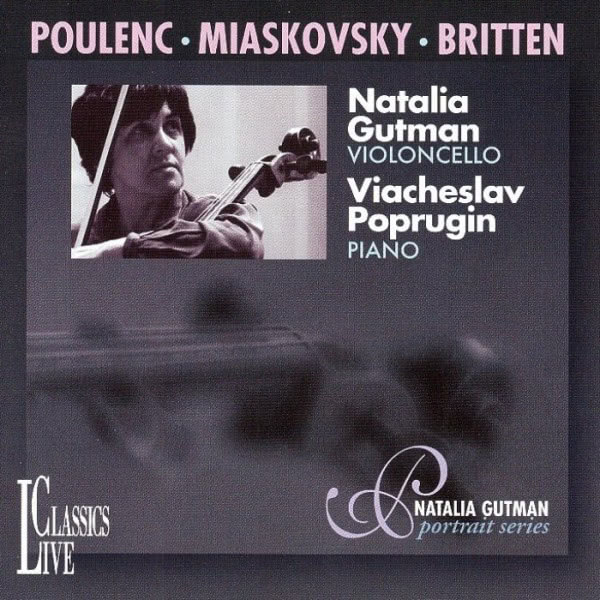 POULENC · MIASKOVSKY · BRITTEN
Natalia
Gutman
VIOLONCELLO
Viacheslav
Poprugin
PIANO
CLASSICS
LIVE
NATALIA GUTMAN
portrait series